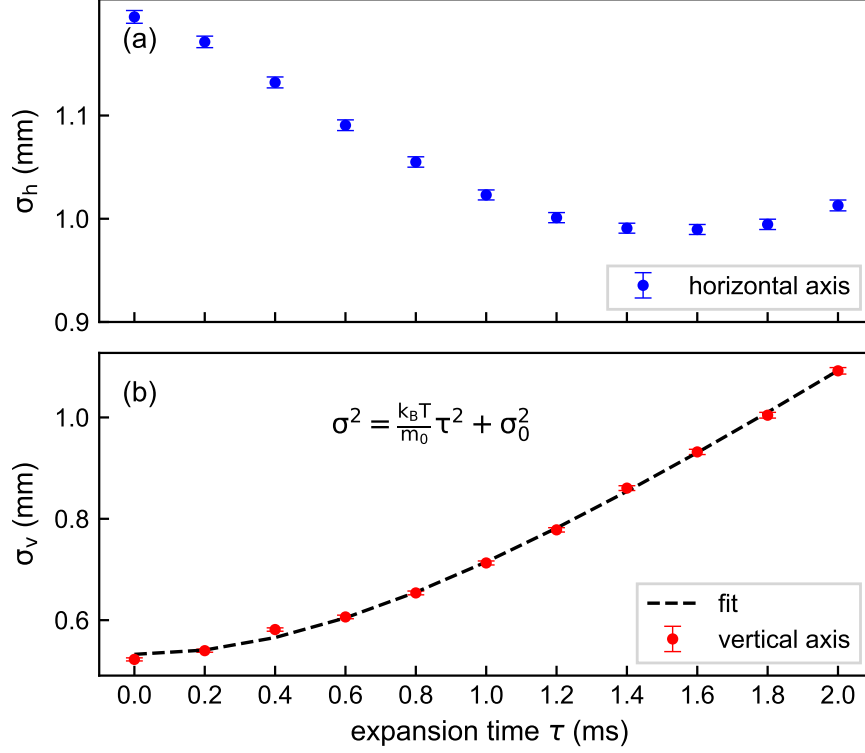 (a)
1.1
1.0
0.9
σh (mm)
horizontal axis
(b)
σ² = kBT/m₀ τ² + σ₀²
1.0
0.8
0.6
σv (mm)
fit
vertical axis
0.0 0.2 0.4 0.6 0.8 1.0 1.2 1.4 1.6 1.8 2.0
expansion time τ (ms)